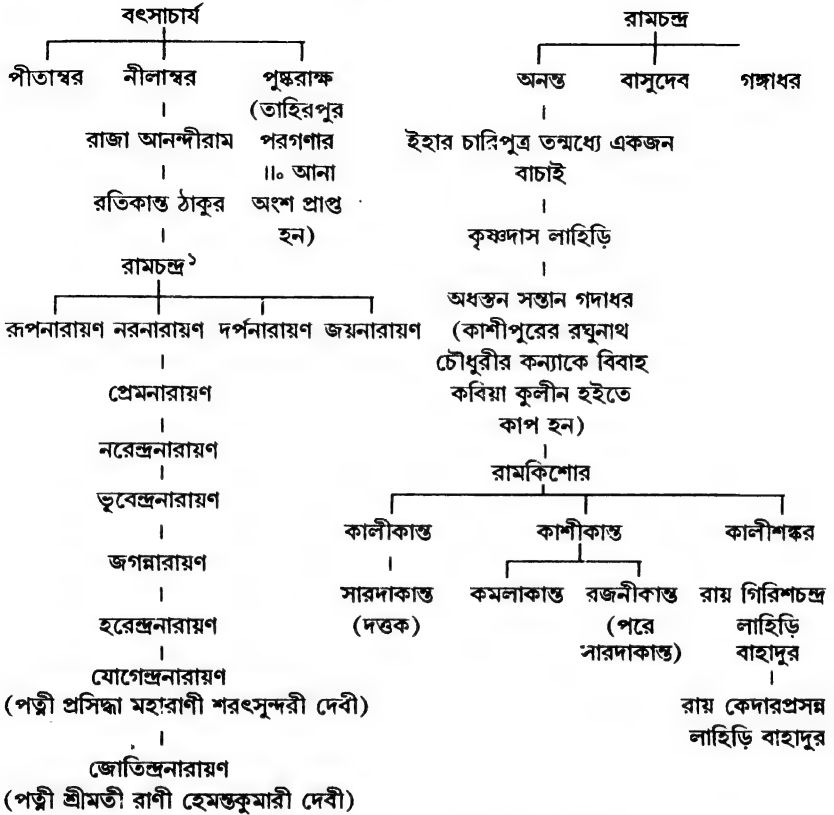 বৎসাচার্য
পীতাম্বর নীলাম্বর পুষ্করাক্ষ
(তাহিরপুর
রাজা আনন্দীরাম পরগণার
৷৷৹ আনা
রতিকান্ত ঠাকুর অংশ প্রাপ্ত
হন)
রামচন্দ্র১
রূপনারায়ণ নরনারায়ণ দর্পনারায়ণ জয়নারায়ণ
প্রেমনারায়ণ
নরেন্দ্রনারায়ণ
ভূবেন্দ্রনারায়ণ
জগন্নারায়ণ
হরেন্দ্রনারায়ণ
যোগেন্দ্রনারায়ণ
(পত্নী প্রসিদ্ধা মহারাণী শরৎসুন্দরী দেবী)
জোতিন্দ্রনারায়ণ
(পত্নী শ্রীমতী রাণী হেমন্তকুমারী দেবী)
রামচন্দ্র
অনন্ত বাসুদেব গঙ্গাধর
ইহার চারিপুত্র তন্মধ্যে একজন
বাচাই
কৃষ্ণদাস লাহিড়ি
অধস্তন সন্তান গদাধর
(কাশীপুরের রঘুনাথ
চৌধুরীর কন্যাকে বিবাহ
কবিয়া কুলীন হইতে
কাপ হন)
রামকিশোর
কালীকান্ত কাশীকান্ত কালীশঙ্কর
সারদাকান্ত কমলাকান্ত রজনীকান্ত রায় গিরিশচন্দ্র
(দত্তক) (পরে লাহিড়ি
সারদাকান্ত) বাহাদুর
রায় কেদারপ্রসন্ন
লাহিড়ি বাহাদুর